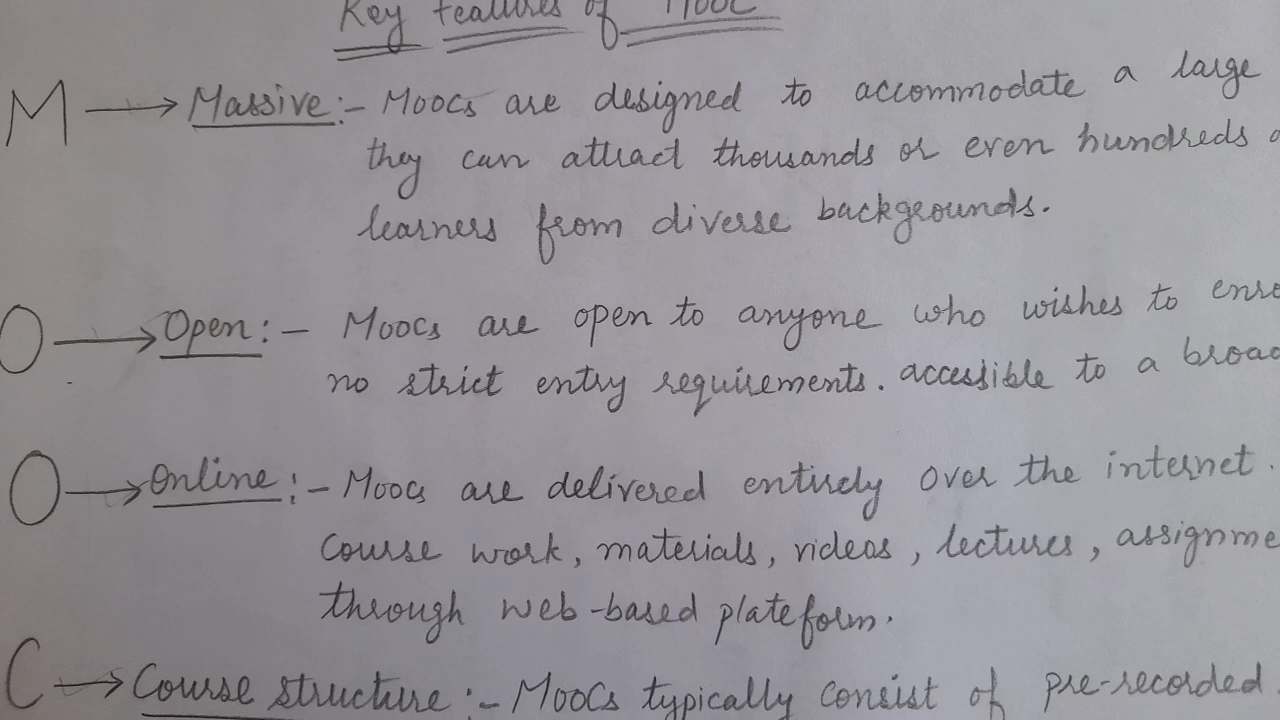 Key Features of MOOC
M → Massive:- MOOCs are designed to accommodate a large
they can attract thousands or even hundreds
learners from diverse backgrounds.
O → Open:- MOOCs are open to anyone who wishes to
no strict entry requirements. accessible to a
O → Online:- MOOCs are delivered entirely over the internet.
course work, materials, videos, lectures,
through web-based plateform.
C → Course structure:- MOOCs typically consist of pre-recorded